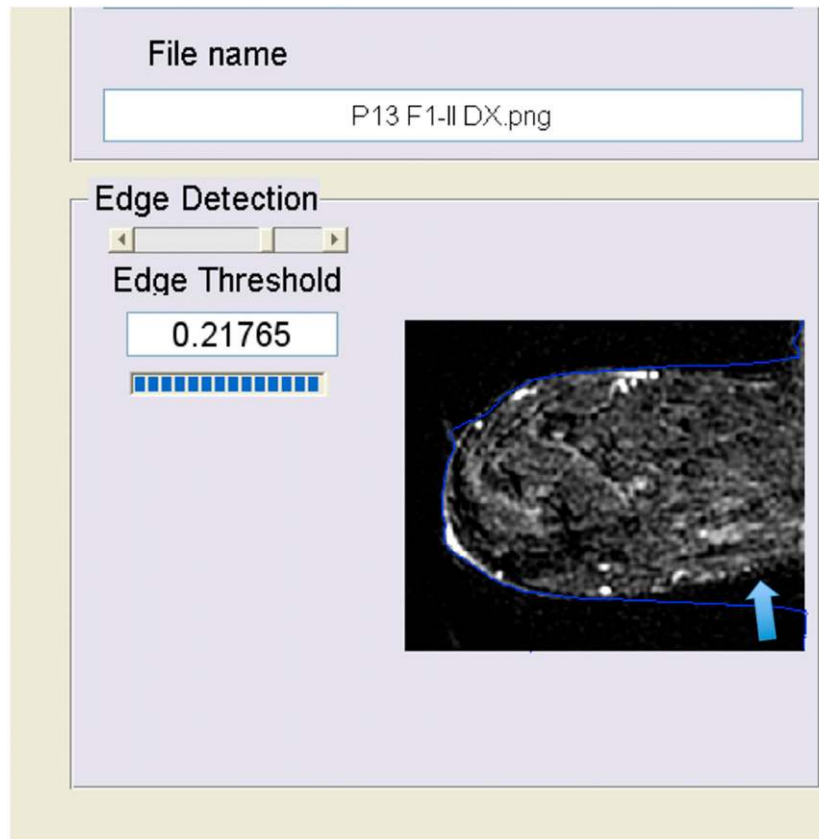 File name
P13 F1-II DX.png
Edge Detection
Edge Threshold
0.21765